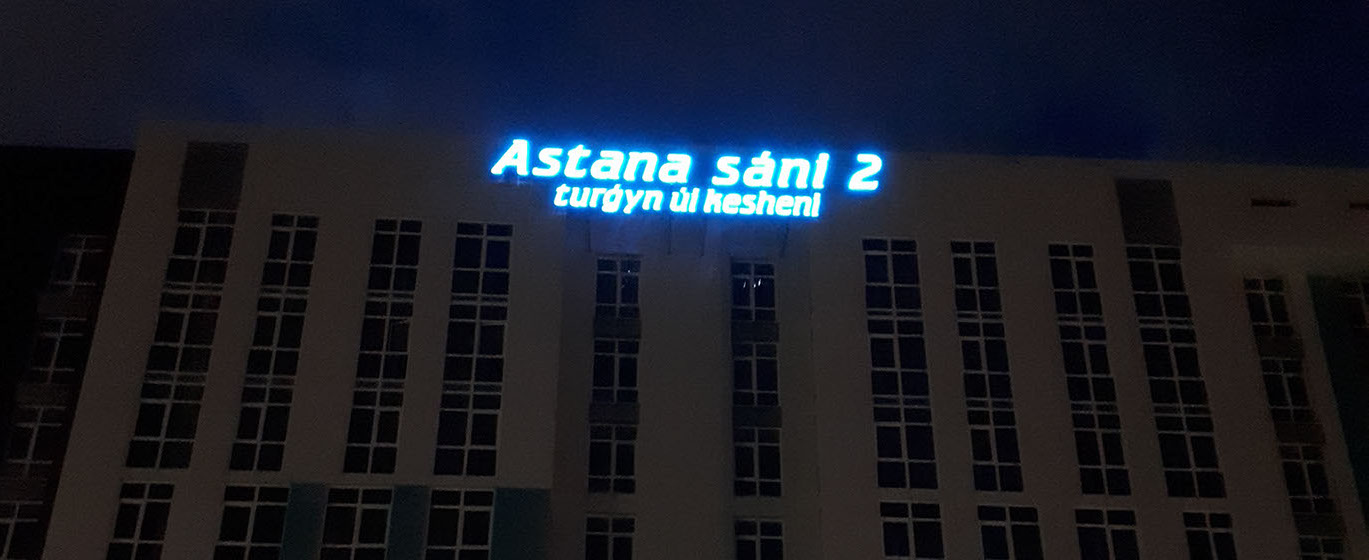 Astana sáni 2
turǵyn úi kesheni